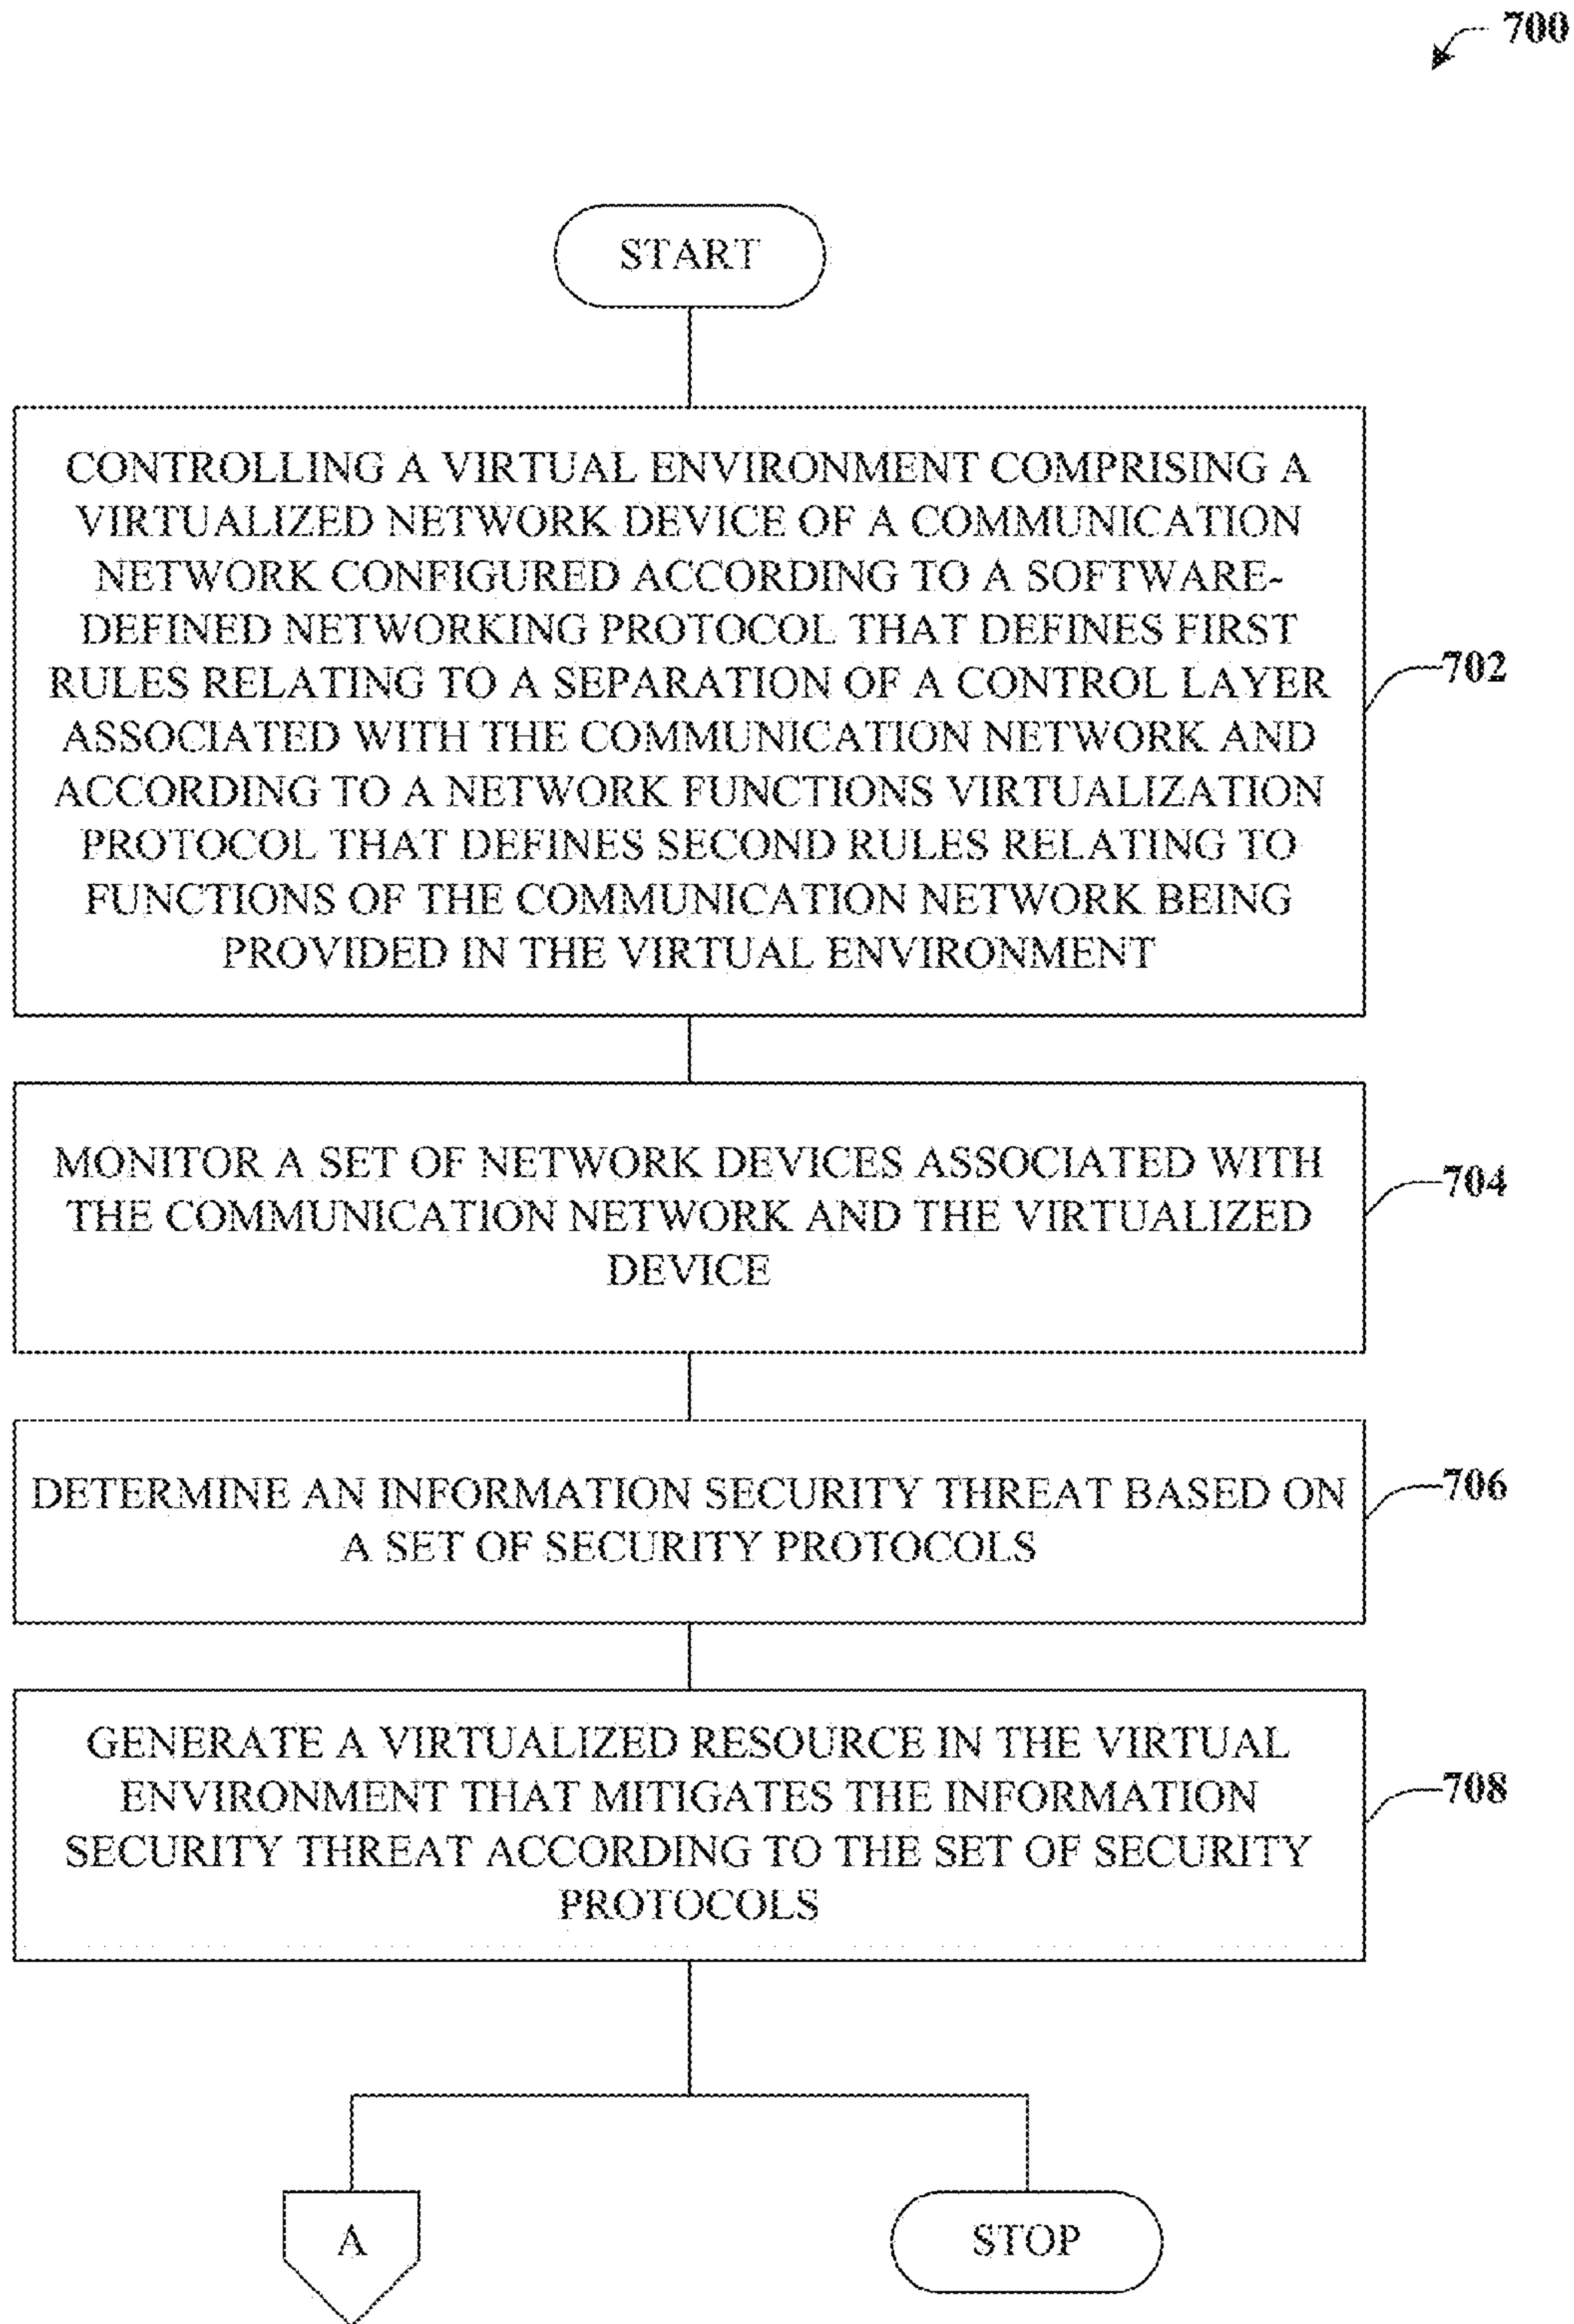 700
START
CONTROLLING A VIRTUAL ENVIRONMENT COMPRISING A
VIRTUALIZED NETWORK DEVICE OF A COMMUNICATION
NETWORK CONFIGURED ACCORDING TO A SOFTWARE-
DEFINED NETWORKING PROTOCOL THAT DEFINES FIRST
RULES RELATING TO A SEPARATION OF A CONTROL LAYER
ASSOCIATED WITH THE COMMUNICATION NETWORK AND
ACCORDING TO A NETWORK FUNCTIONS VIRTUALIZATION
PROTOCOL THAT DEFINES SECOND RULES RELATING TO
FUNCTIONS OF THE COMMUNICATION NETWORK BEING
PROVIDED IN THE VIRTUAL ENVIRONMENT
702
MONITOR A SET OF NETWORK DEVICES ASSOCIATED WITH
THE COMMUNICATION NETWORK AND THE VIRTUALIZED
DEVICE
704
DETERMINE AN INFORMATION SECURITY THREAT BASED ON
A SET OF SECURITY PROTOCOLS
706
GENERATE A VIRTUALIZED RESOURCE IN THE VIRTUAL
ENVIRONMENT THAT MITIGATES THE INFORMATION
SECURITY THREAT ACCORDING TO THE SET OF SECURITY
PROTOCOLS
708
A
STOP